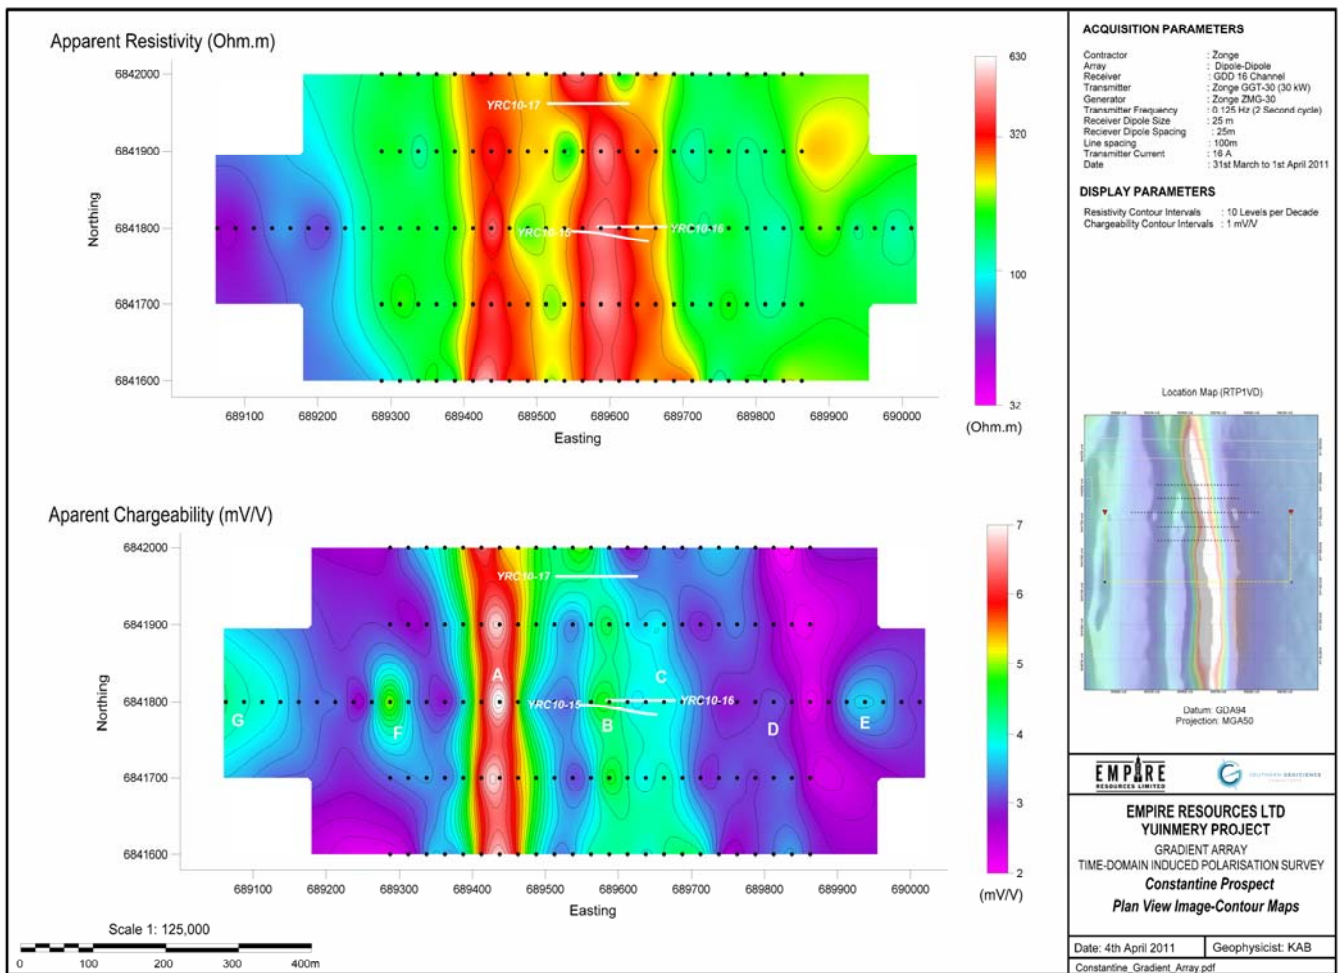 Apparent Resistivity (Ohm.m)
6842000
6841900
6841800
6841700
6841600
Northing
YRC10-17
YRC10-15
YRC10-16
689100 689200 689300 689400 689500 689600 689700 689800 689900 690000
Easting
630
320
100
32
(Ohm.m)
Aparent Chargeability (mV/V)
6842000
6841900
6841800
6841700
6841600
Northing
YRC10-17
A
C
YRC10-15
YRC10-16
G
F
B
D
E
689100 689200 689300 689400 689500 689600 689700 689800 689900 690000
Easting
7
6
5
4
3
2
(mV/V)
Scale 1: 125,000
0 100 200 300 400m
ACQUISITION PARAMETERS
Contractor : Zonge
Array : Dipole-Dipole
Receiver : GDD 16 Channel
Transmitter : Zonge GGT-30 (30 kW)
Generator : Zonge ZMG-30
Transmitter Frequency : 0.125 Hz (2 Second cycle)
Receiver Dipole Size : 25 m
Reciever Dipole Spacing : 25m
Line spacing : 100m
Transmitter Current : 16 A
Date : 31st March to 1st April 2011
DISPLAY PARAMETERS
Resistivity Contour Intervals : 10 Levels per Decade
Chargeability Contour Intervals : 1 mV/V
Location Map (RTP1VD)
Datum: GDA94
Projection: MGA50
EMPIRE
RESOURCES LIMITED
SOUTHERN GEOSCIENCE
EMPIRE RESOURCES LTD
YUINMERY PROJECT
GRADIENT ARRAY
TIME-DOMAIN INDUCED POLARISATION SURVEY
Constantine Prospect
Plan View Image-Contour Maps
Date: 4th April 2011
Geophysicist: KAB
Constantine_Gradient_Array.pdf